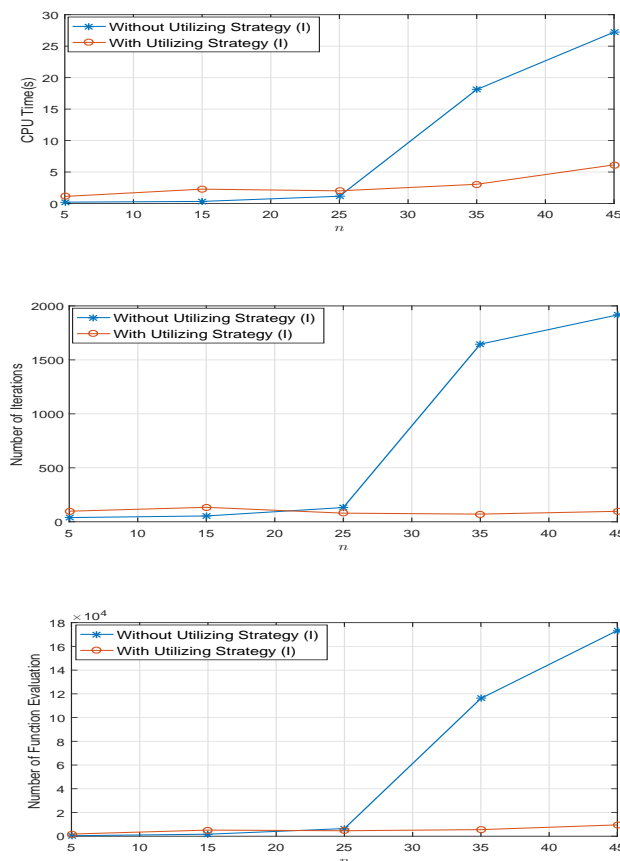 30
25
20
15
10
5
0
CPU Time(s)
Without Utilizing Strategy (I)
With Utilizing Strategy (I)
5 10 15 20 25 30 35 40 45
n
2000
1500
1000
500
0
Number of Iterations
Without Utilizing Strategy (I)
With Utilizing Strategy (I)
5 10 15 20 25 30 35 40 45
n
×10^4
18
16
14
12
10
8
6
4
2
0
Number of Function Evaluation
Without Utilizing Strategy (I)
With Utilizing Strategy (I)
5 10 15 20 25 30 35 40 45
n